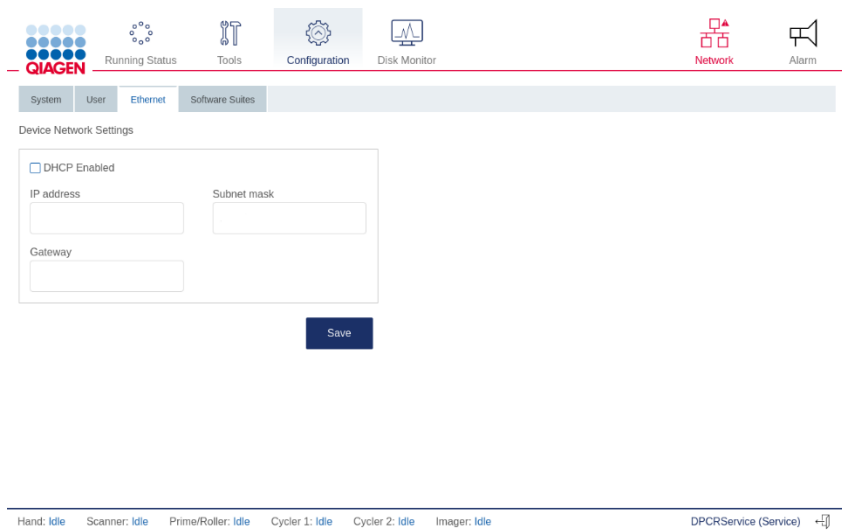 QIAGEN
Running Status Tools Configuration Disk Monitor Network Alarm
System User Ethernet Software Suites
Device Network Settings
DHCP Enabled
IP address Subnet mask
Gateway
Save
Hand: Idle Scanner: Idle Prime/Roller: Idle Cycler 1: Idle Cycler 2: Idle Imager: Idle DPCRService (Service)